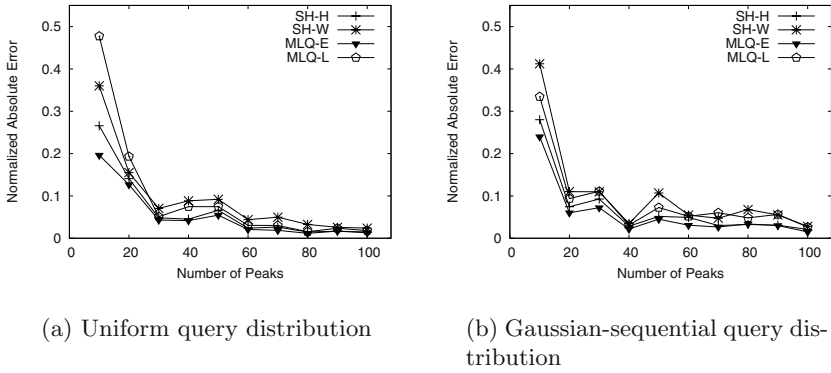 SH-H
SH-W
MLQ-E
MLQ-L
Normalized Absolute Error
0.5
0.4
0.3
0.2
0.1
0
0 20 40 60 80 100
Number of Peaks
(a) Uniform query distribution
SH-H
SH-W
MLQ-E
MLQ-L
Normalized Absolute Error
0.5
0.4
0.3
0.2
0.1
0
0 20 40 60 80 100
Number of Peaks
(b) Gaussian-sequential query dis-
tribution